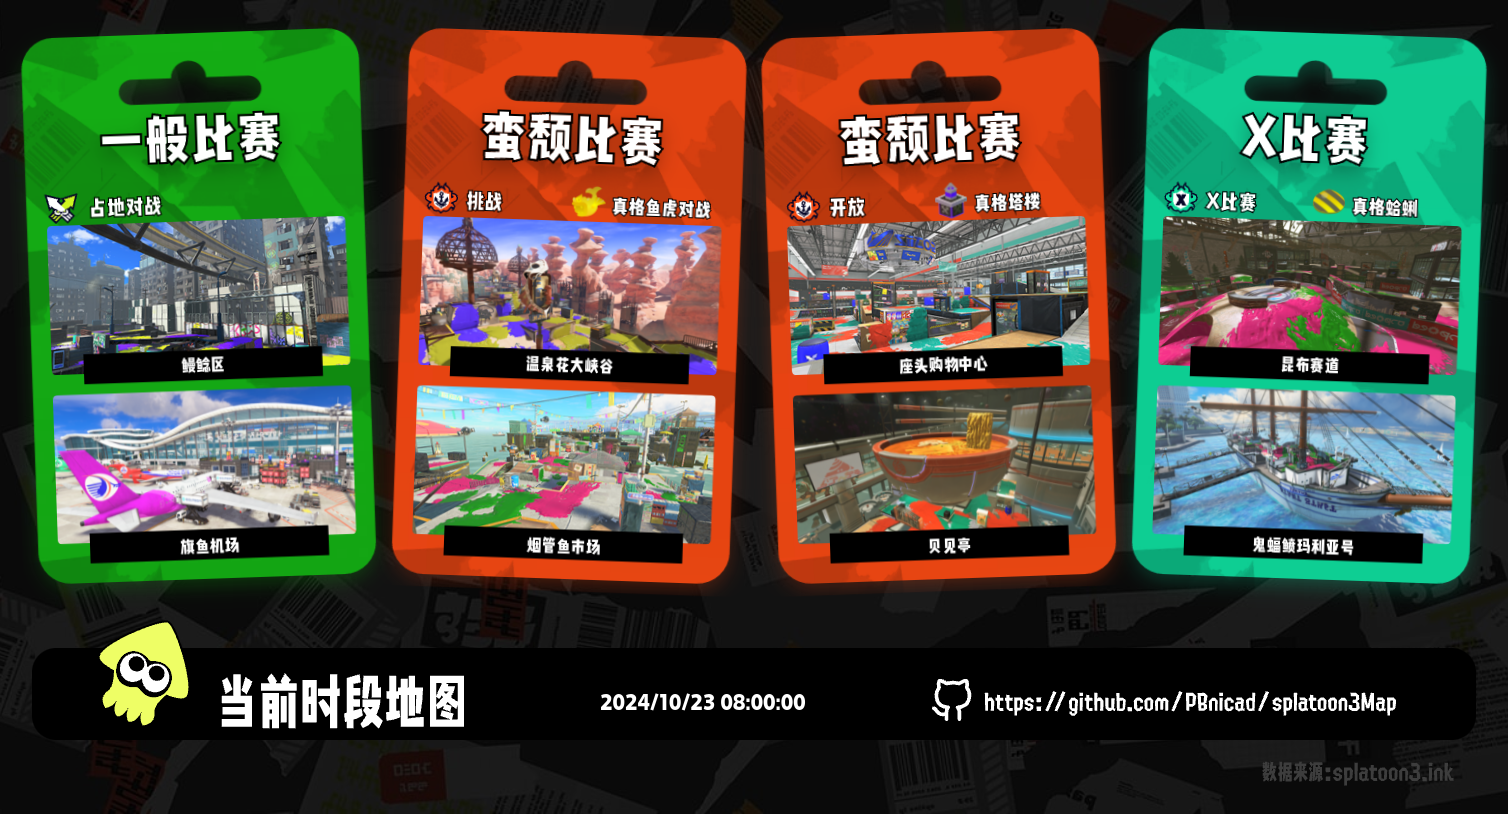 一般比赛
占地对战
鳗鲶区
旗鱼机场
蛮颓比赛
挑战
真格鱼虎对战
温泉花大峡谷
烟管鱼市场
蛮颓比赛
开放
真格塔楼
座头购物中心
贝贝亭
X比赛
X比赛
真格蛤蜊
昆布赛道
鬼蝠鲼玛利亚号
当前时段地图
2024/10/23 08:00:00
https://github.com/PBnicad/splatoon3Map
数据来源:splatoon3.ink